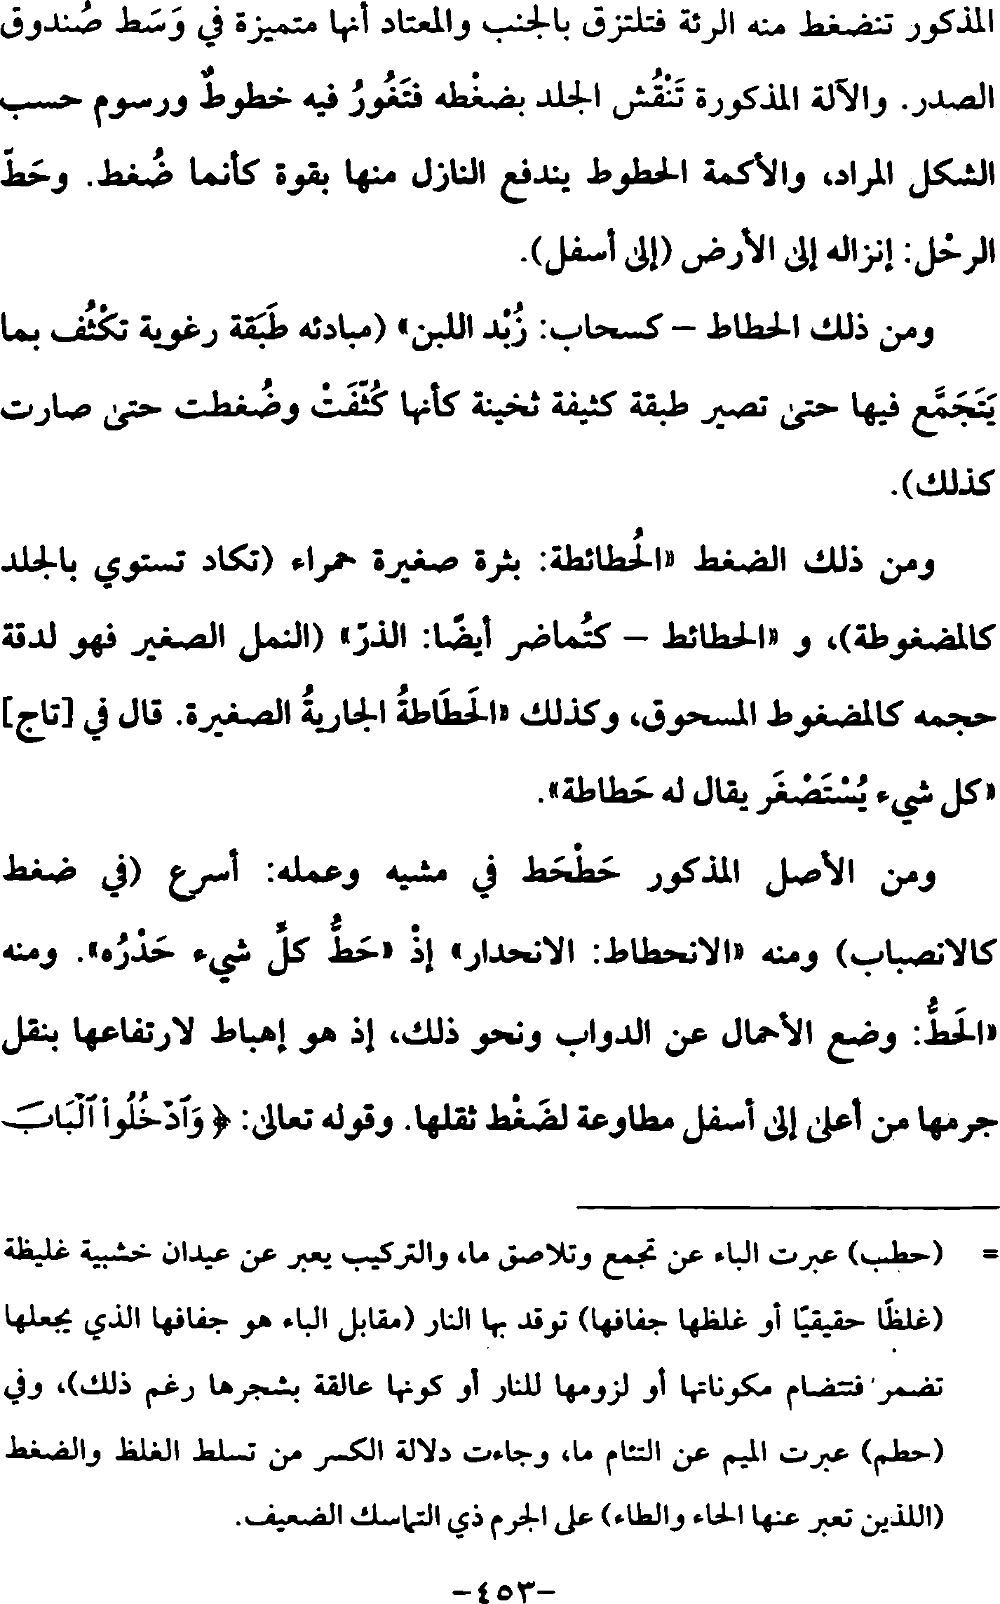 المذكور تنضغط منه الرئة فتلتزق بالجنب والمعتاد أنها متميزة في وَسَط صُندوق
الصدر. والآلة المذكورة تَنْقُش الجلد بضغْطه فتَغُورُ فيه خطوطٌ ورسوم حسب
الشكل المراد، والأكمة الحطوط يندفع النازل منها بقوة كأنما ضُغط. وحَطّ
الرحْل: إنزاله إلى الأرض (إلى أسفل).
ومن ذلك الحطاط – كسحاب: زُبْد اللبن» (مبادئه طَبَقة رغوية تكْثُف بما
يَتَجَمَّع فيها حتى تصير طبقة كثيفة ثخينة كأنها كُثّفَتْ وضُغطت حتى صارت
كذلك).
ومن ذلك الضغط «الحُطائطة: بثرة صغيرة حمراء (تكاد تستوي بالجلد
كالمضغوطة)، و «الحطائط – كتُماضر أيضًا: الذرّ» (النمل الصغير فهو لدقة
حجمه كالمضغوط المسحوق، وكذلك «الحَطَاطةُ الجاريةُ الصغيرة. قال في [تاج]
«كل شيء يُسْتَصْغَر يقال له حَطاطة».
ومن الأصل المذكور حَطْحَط في مشيه وعمله: أسرع (في ضغط
كالانصباب) ومنه «الانحطاط: الانحدار» إذْ «حَطُّ كلِّ شيء حَدْرُه». ومنه
«الحَطُّ: وضع الأحمال عن الدواب ونحو ذلك، إذ هو إهباط لارتفاعها بنقل
جرمها من أعلى إلى أسفل مطاوعة لضَغْط ثقلها. وقوله تعالى: ﴿ وَٱدْخُلُوا۟ ٱلْبَابَ
= (حطب) عبرت الباء عن تجمع وتلاصق ما، والتركيب يعبر عن عيدان خشبية غليظة
(غلظًا حقيقيًا أو غلظها جفافها) توقد بها النار (مقابل الباء هو جفافها الذي يجعلها
تضمر فتتضام مكوناتها أو لزومها للنار أو كونها عالقة بشجرها رغم ذلك)، وفي
(حطم) عبرت الميم عن التئام ما، وجاءت دلالة الكسر من تسلط الغلظ والضغط
(اللذين تعبر عنها الحاء والطاء) على الجرم ذي التماسك الضعيف.
-٤٥٣-